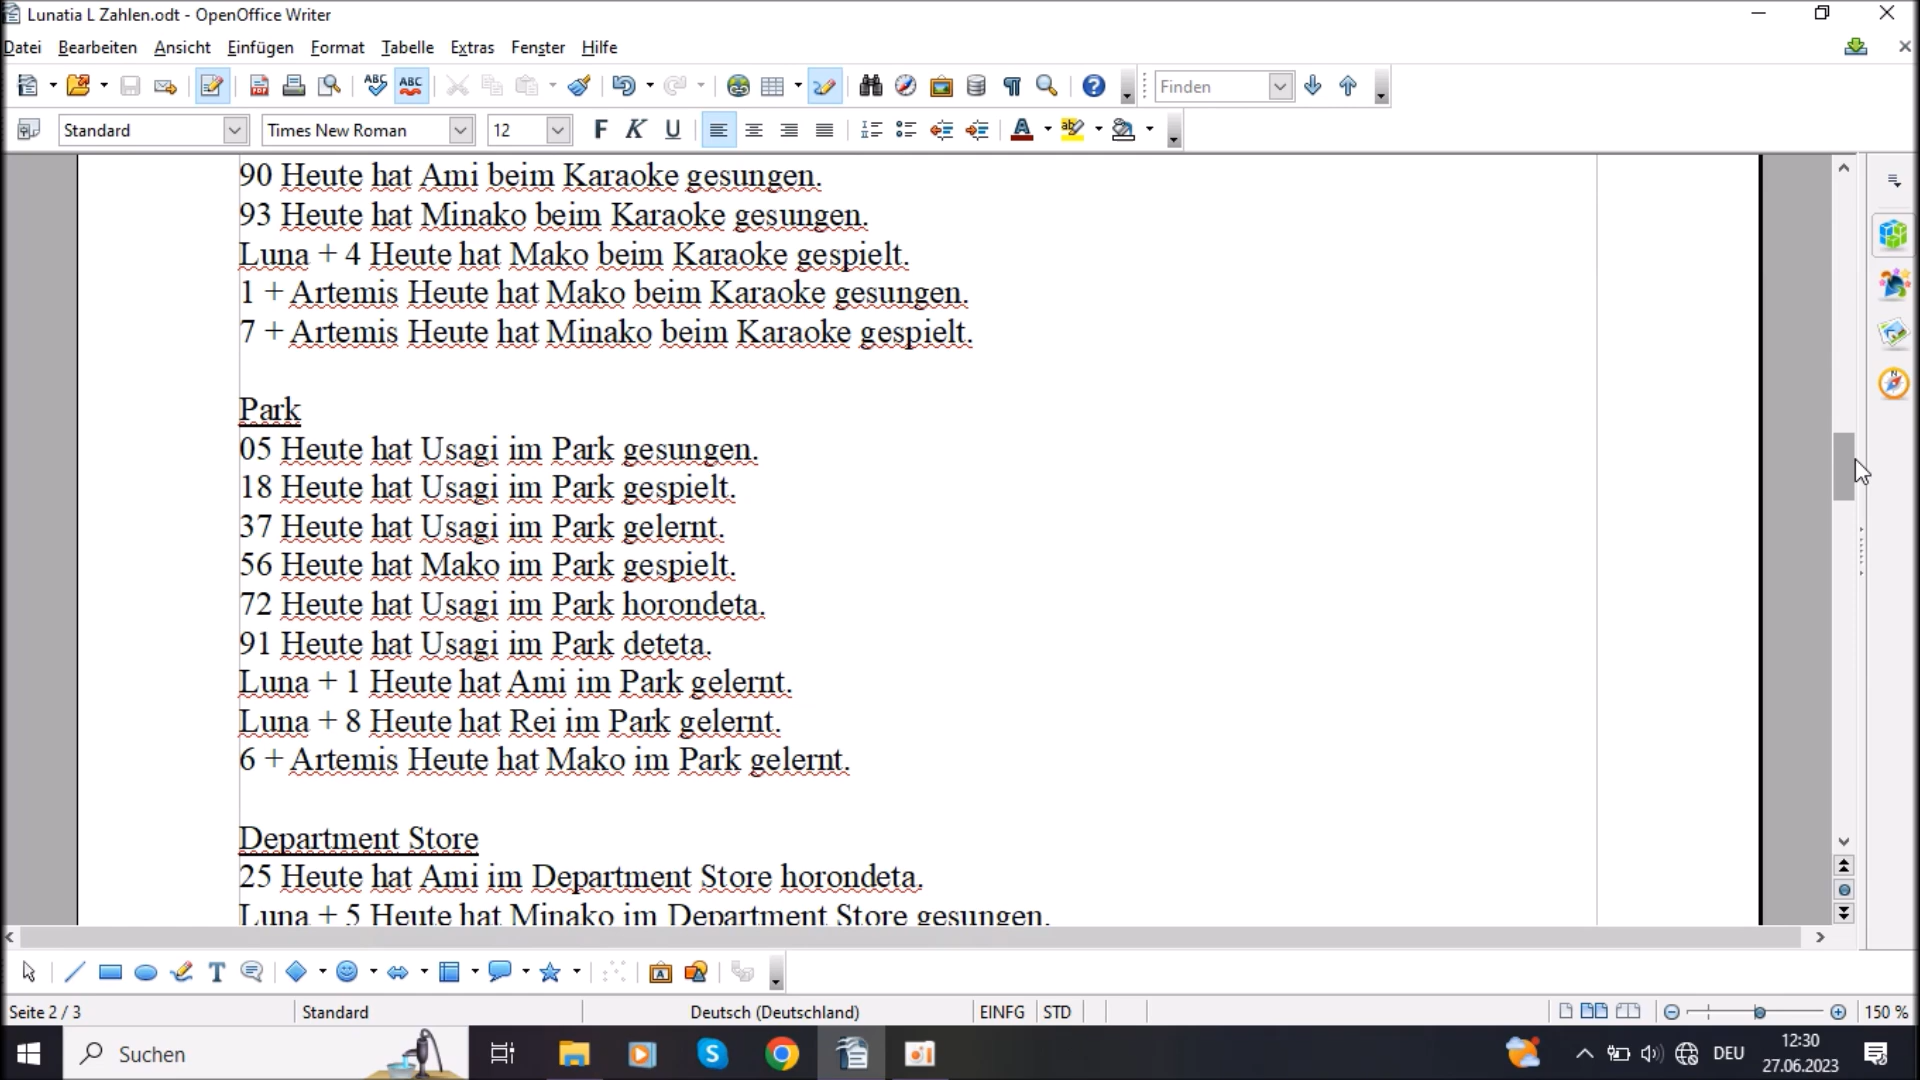 Lunatia L Zahlen.odt - OpenOffice Writer
Datei Bearbeiten Ansicht Einfügen Format Tabelle Extras Fenster Hilfe
Finden
Standard Times New Roman 12 F K U
90 Heute hat Ami beim Karaoke gesungen.
93 Heute hat Minako beim Karaoke gesungen.
Luna + 4 Heute hat Mako beim Karaoke gespielt.
1 + Artemis Heute hat Mako beim Karaoke gesungen.
7 + Artemis Heute hat Minako beim Karaoke gespielt.
Park
05 Heute hat Usagi im Park gesungen.
18 Heute hat Usagi im Park gespielt.
37 Heute hat Usagi im Park gelernt.
56 Heute hat Mako im Park gespielt.
72 Heute hat Usagi im Park horondeta.
91 Heute hat Usagi im Park deteta.
Luna + 1 Heute hat Ami im Park gelernt.
Luna + 8 Heute hat Rei im Park gelernt.
6 + Artemis Heute hat Mako im Park gelernt.
Department Store
25 Heute hat Ami im Department Store horondeta.
Luna + 5 Heute hat Minako im Department Store gesungen.
Seite 2 / 3 Standard Deutsch (Deutschland) EINFG STD 150 %
Suchen DEU 12:30
27.06.2023